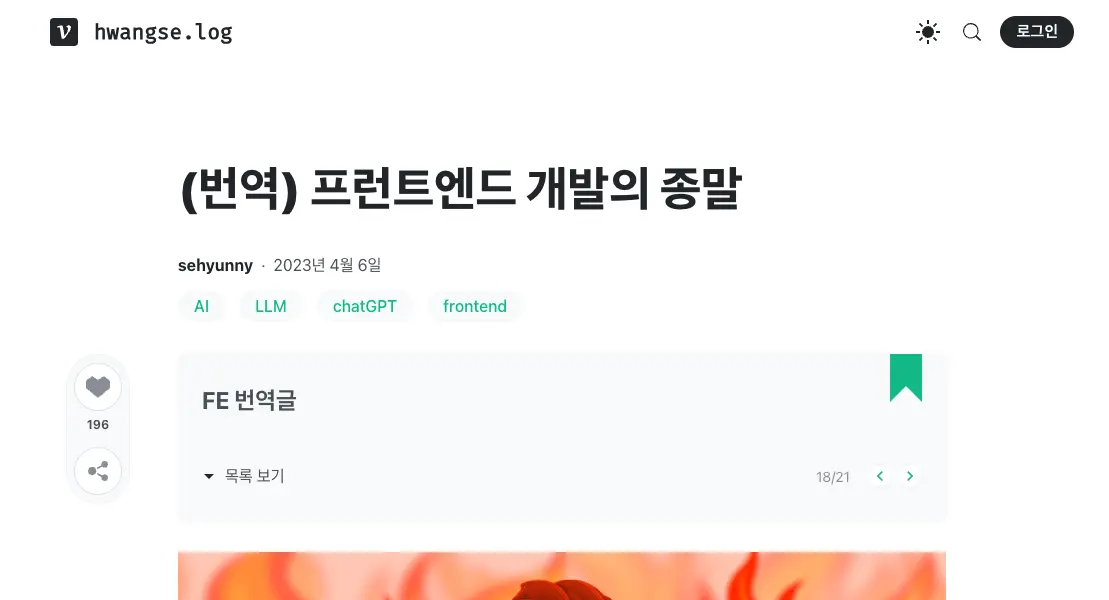 v hwangse.log
로그인
(번역) 프런트엔드 개발의 종말
sehyunny · 2023년 4월 6일
AI LLM chatGPT frontend
196
FE 번역글
목록 보기
18/21